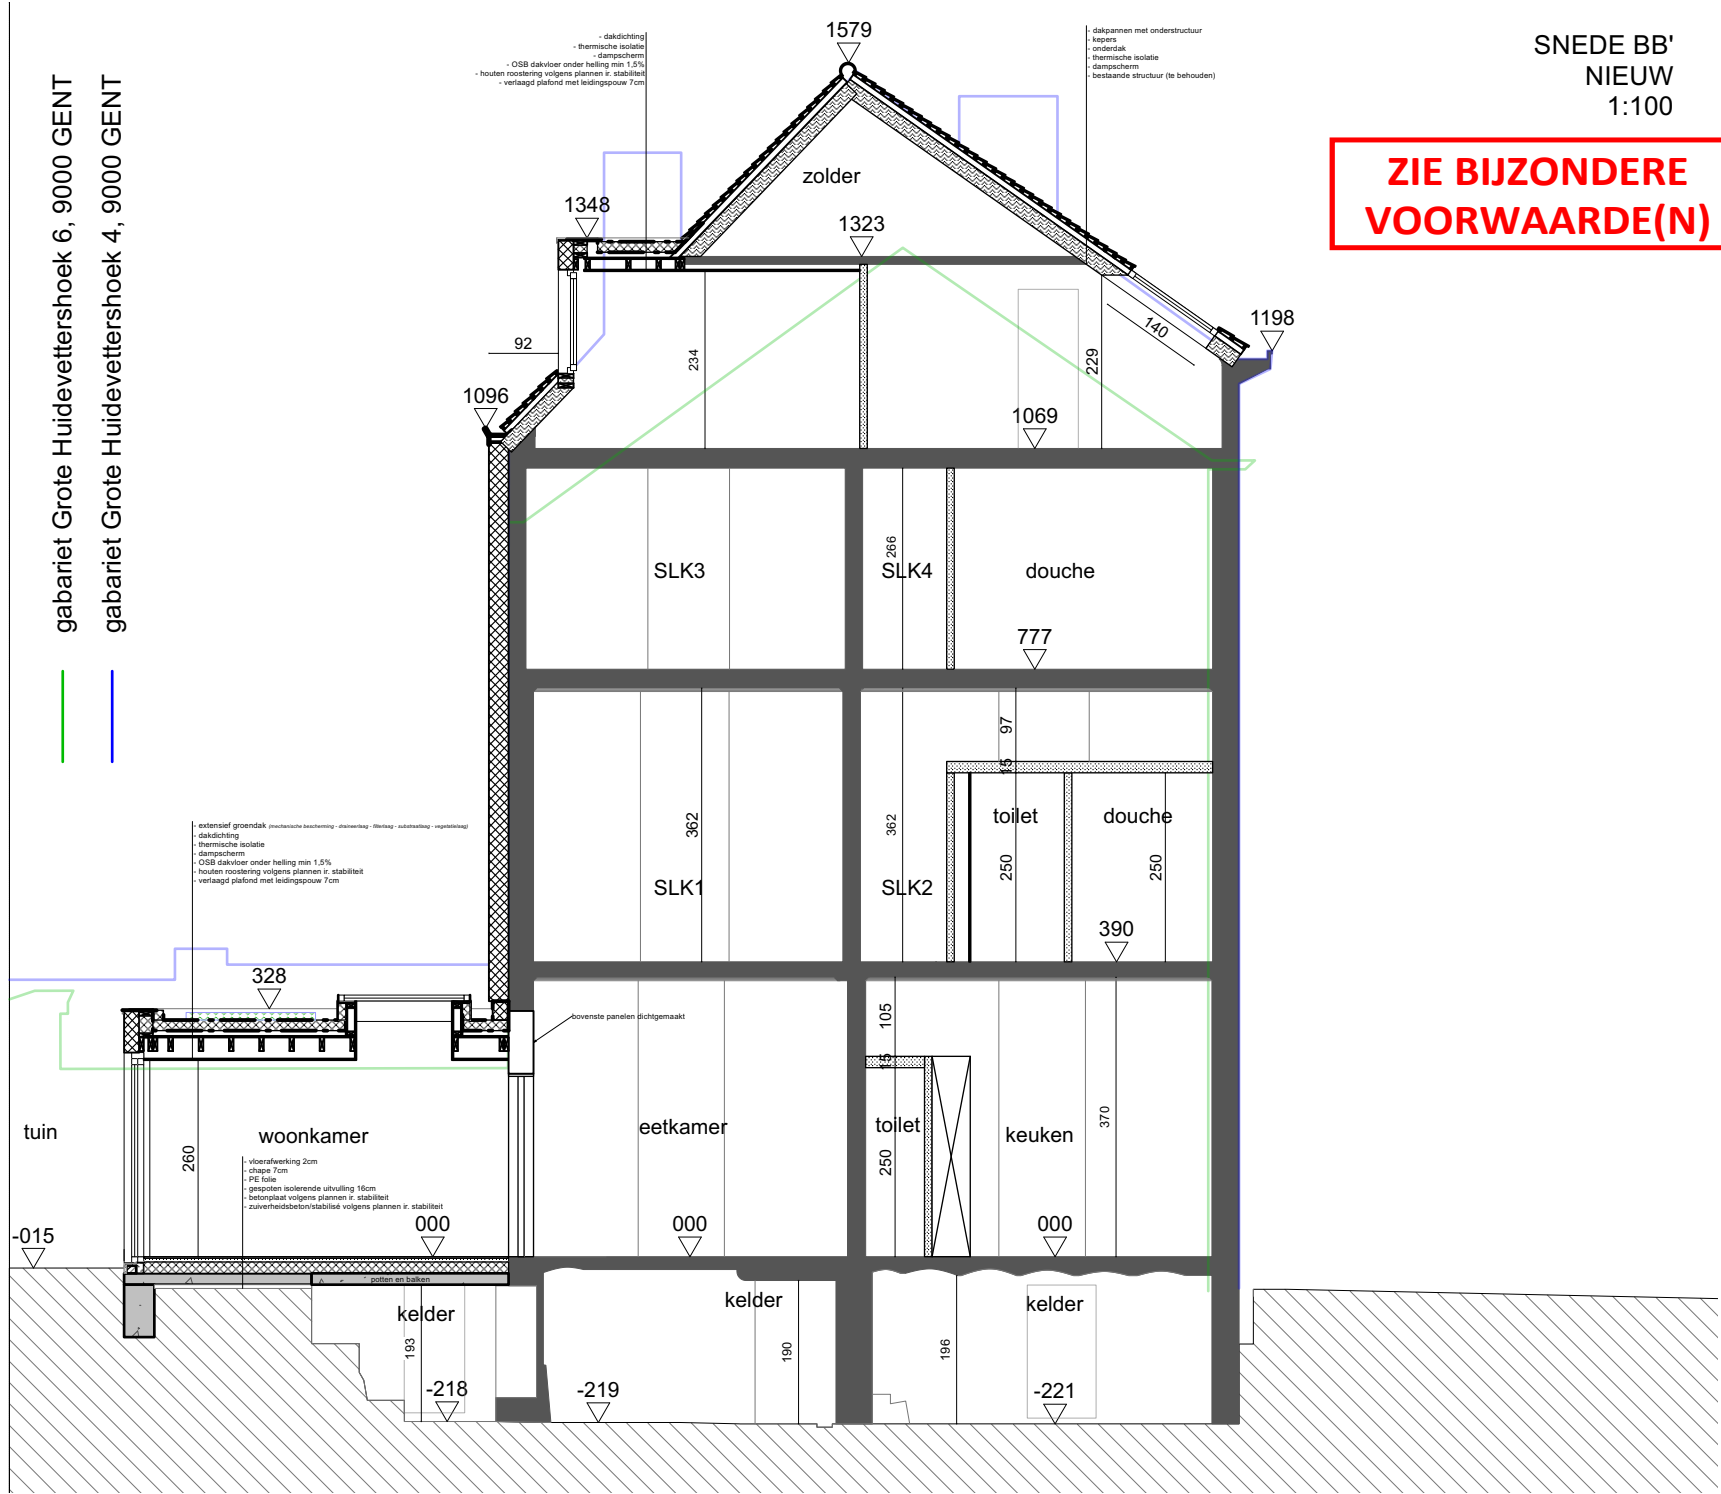 SNEDE BB'
NIEUW
1:100
ZIE BIJZONDERE
VOORWAARDE(N)
gabariet Grote Huidevettershoek 6, 9000 GENT
gabariet Grote Huidevettershoek 4, 9000 GENT
- dakdichting
- thermische isolatie
- dampscherm
- OSB dakvloer onder helling min 1,5%
- houten roostering volgens plannen ir. stabiliteit
- verlaagd plafond met leidingspouw 7cm
1579
- dakpannen met onderstructuur
- kepers
- onderdak
- thermische isolatie
- dampscherm
- bestaande structuur (te behouden)
zolder
1348
1323
1198
92
234
229
140
1096
1069
SLK3
266
SLK4
douche
777
97
15
362
362
toilet
douche
250
250
SLK1
SLK2
390
- extensief groendak (mechanische bescherming - draineerlaag - filterlaag - substraatlaag - vegetatielaag)
- dakdichting
- thermische isolatie
- dampscherm
- OSB dakvloer onder helling min 1,5%
- houten roostering volgens plannen ir. stabiliteit
- verlaagd plafond met leidingspouw 7cm
328
bovenste panelen dichtgemaakt
105
15
370
tuin
woonkamer
eetkamer
toilet
keuken
260
250
- vloerafwerking 2cm
- chape 7cm
- PE folie
- gespoten isolerende uitvulling 16cm
- betonplaat volgens plannen ir. stabiliteit
- zuiverheidsbeton/stabilisé volgens plannen ir. stabiliteit
-015
000
000
000
potten en balken
kelder
kelder
kelder
193
190
196
-218
-219
-221